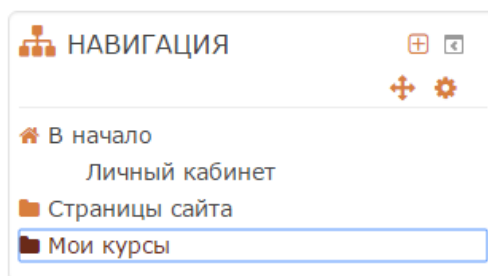 НАВИГАЦИЯ
В начало
Личный кабинет
Страницы сайта
Мои курсы